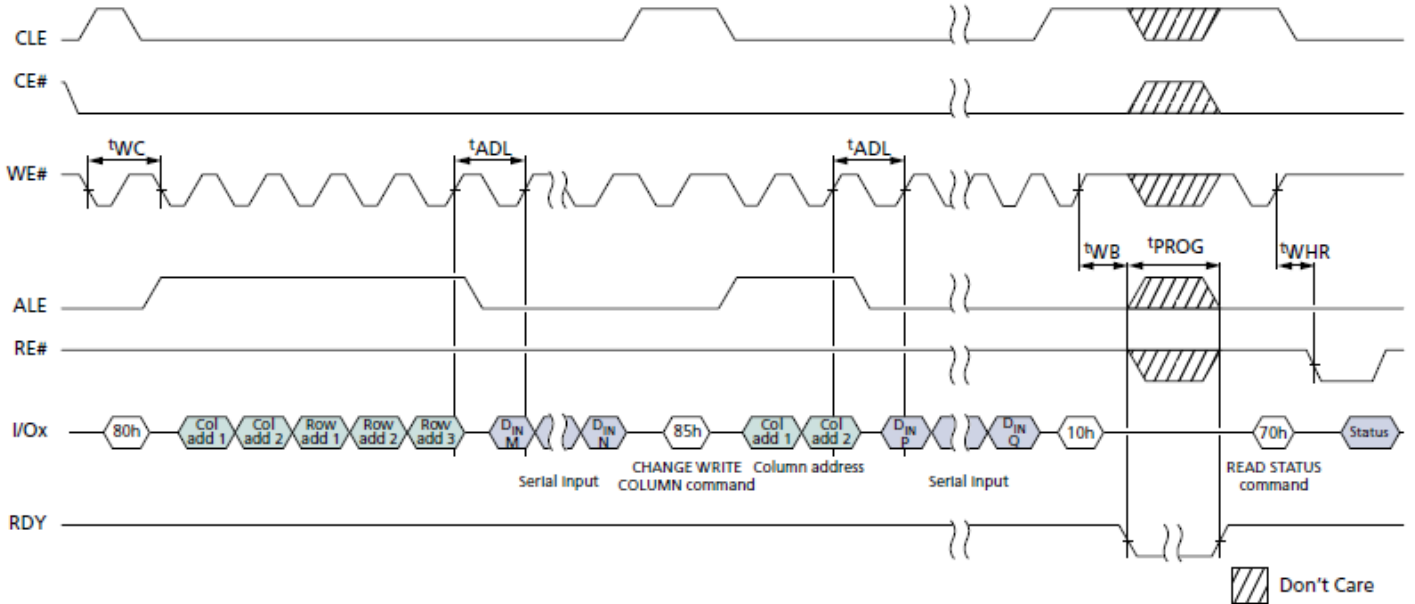 CLE
CE#
tWC tADL tADL
WE#
tWB tPROG tWHR
ALE
RE#
I/Ox 80h Col add 1 Col add 2 Row add 1 Row add 2 Row add 3 DIN M DIN N 85h Col add 1 Col add 2 DIN P DIN Q 10h 70h Status
Serial input CHANGE WRITE COLUMN command Column address Serial input READ STATUS command
RDY
Don't Care